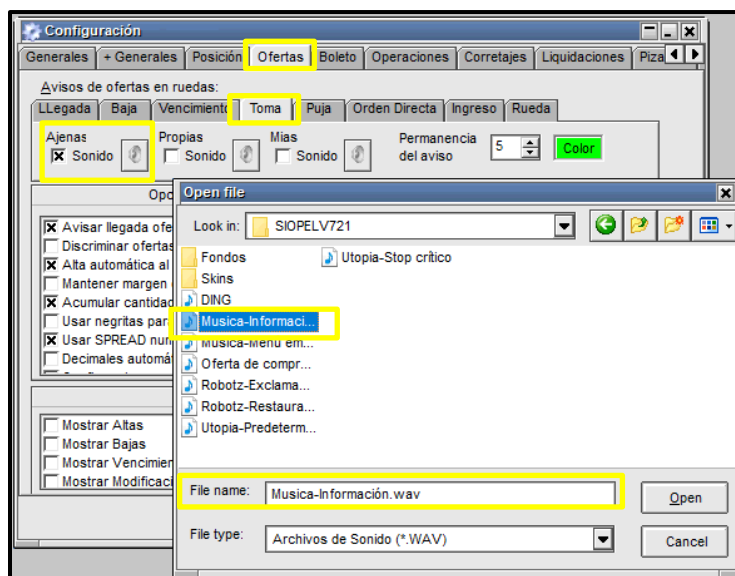 Configuración
Generales + Generales Posición Ofertas Boleto Operaciones Corretajes Liquidaciones Piza
Avisos de ofertas en ruedas:
LLegada Baja Vencimiento Toma Puja Orden Directa Ingreso Rueda
Ajenas Propias Mias Permanencia
Sonido Sonido Sonido del aviso 5 Color
Opc
Avisar llegada ofe
Discriminar ofertas
Alta automática al
Mantener margen
Acumular cantidad
Usar negritas par
Usar SPREAD num
Decimales automá
Mostrar Altas
Mostrar Bajas
Mostrar Vencimien
Mostrar Modificaci
Open file
Look in: SIOPELV721
Fondos Utopia-Stop crítico
Skins
DING
Musica-Informaci...
Musica-Menú em...
Oferta de compr...
Robotz-Exclama...
Robotz-Restaura...
Utopia-Predeterm...
File name: Musica-Información.wav Open
File type: Archivos de Sonido (*.WAV) Cancel